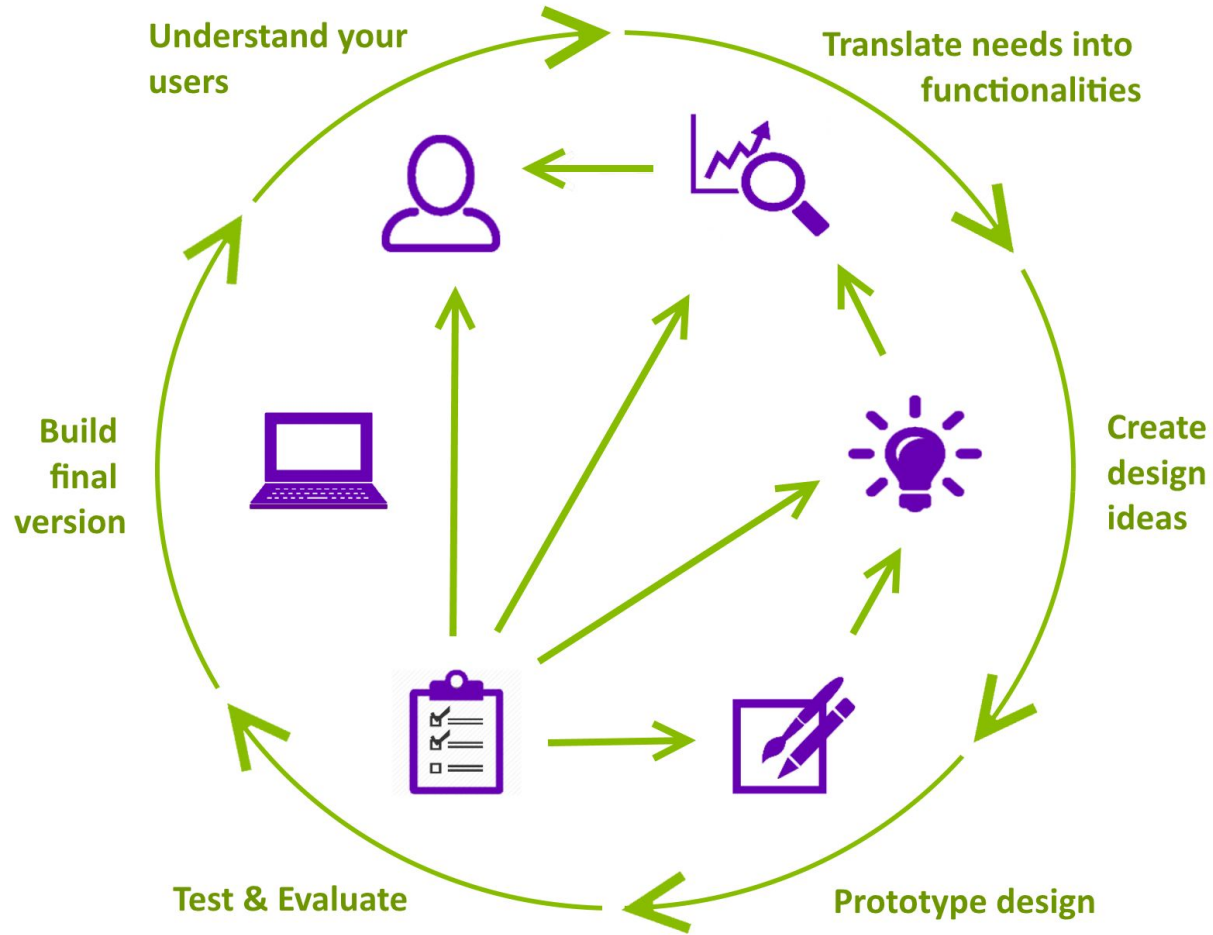 Understand your
users
Translate needs into
functionalities
Create
design
ideas
Prototype design
Test & Evaluate
Build
final
version